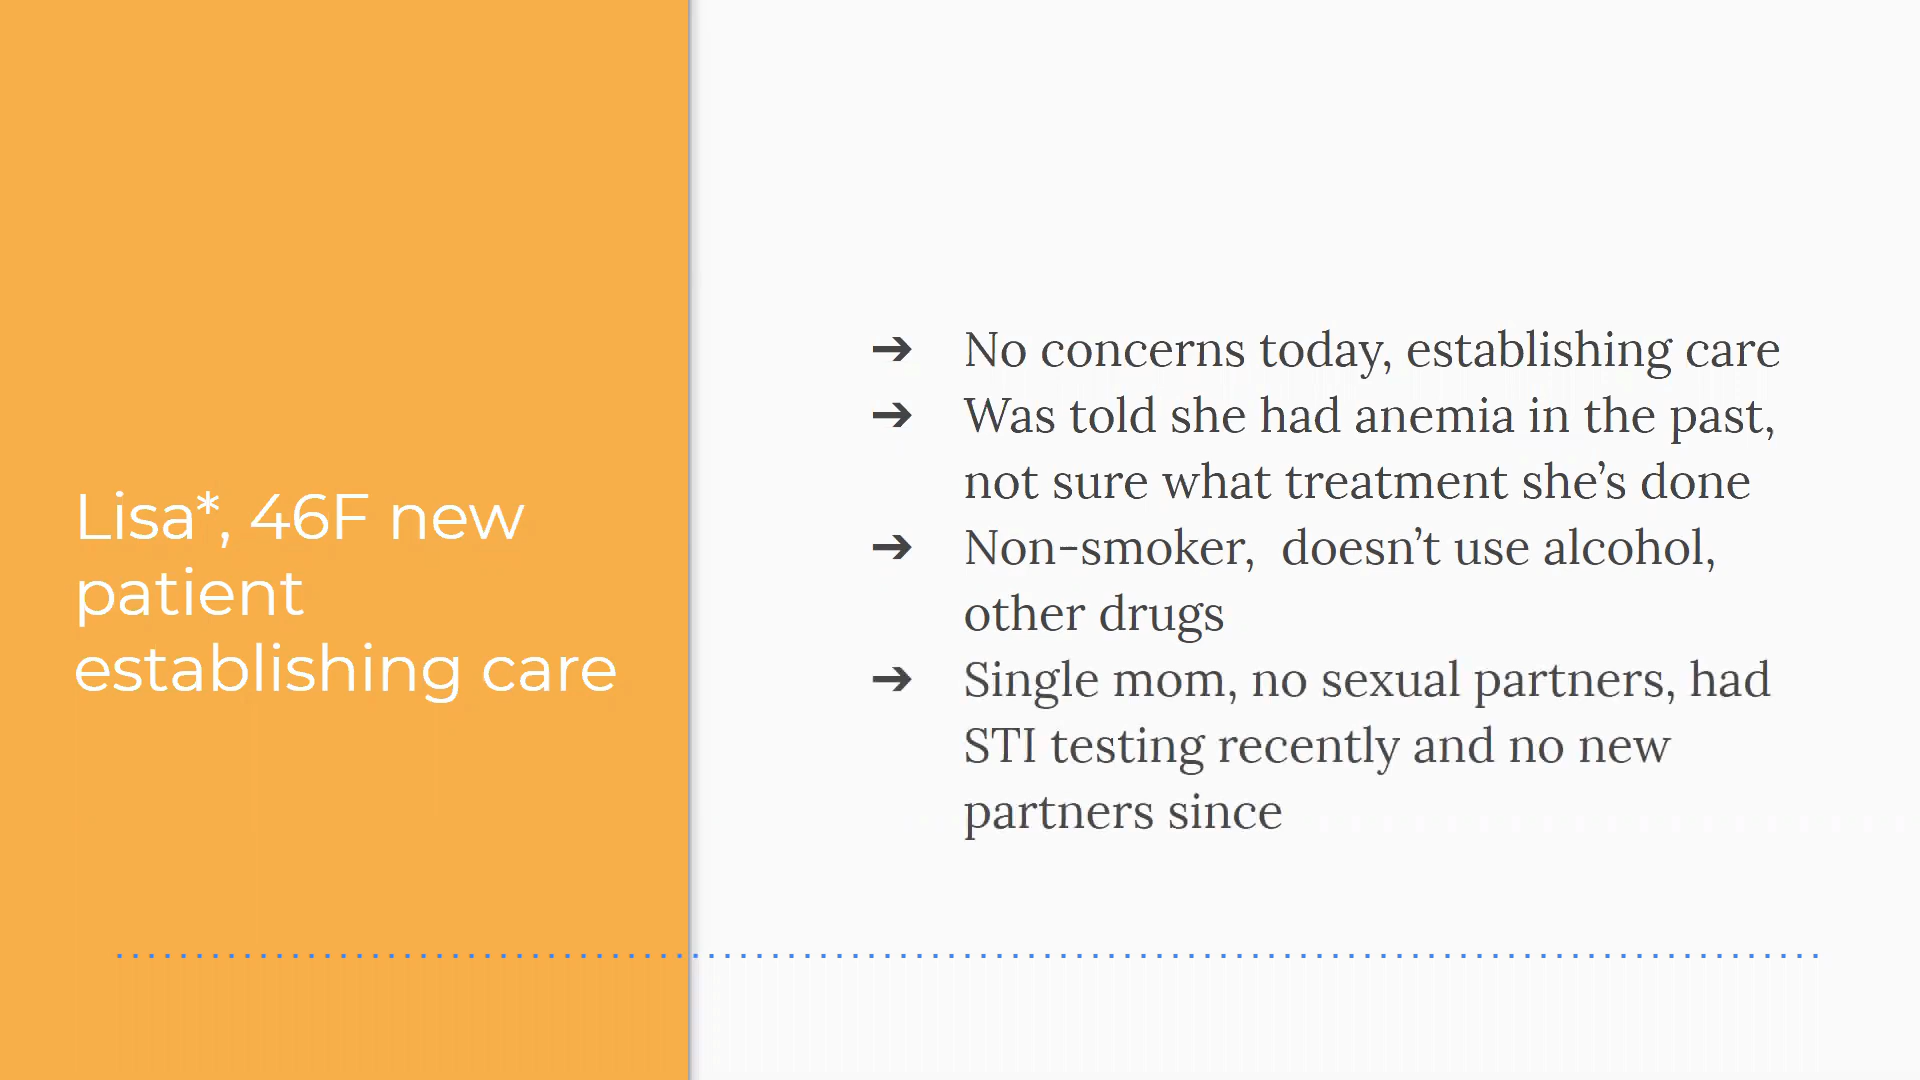 Lisa*, 46F new
patient
establishing care
➔ No concerns today, establishing care
➔ Was told she had anemia in the past,
not sure what treatment she’s done
➔ Non-smoker,  doesn’t use alcohol,
other drugs
➔ Single mom, no sexual partners, had
STI testing recently and no new
partners since